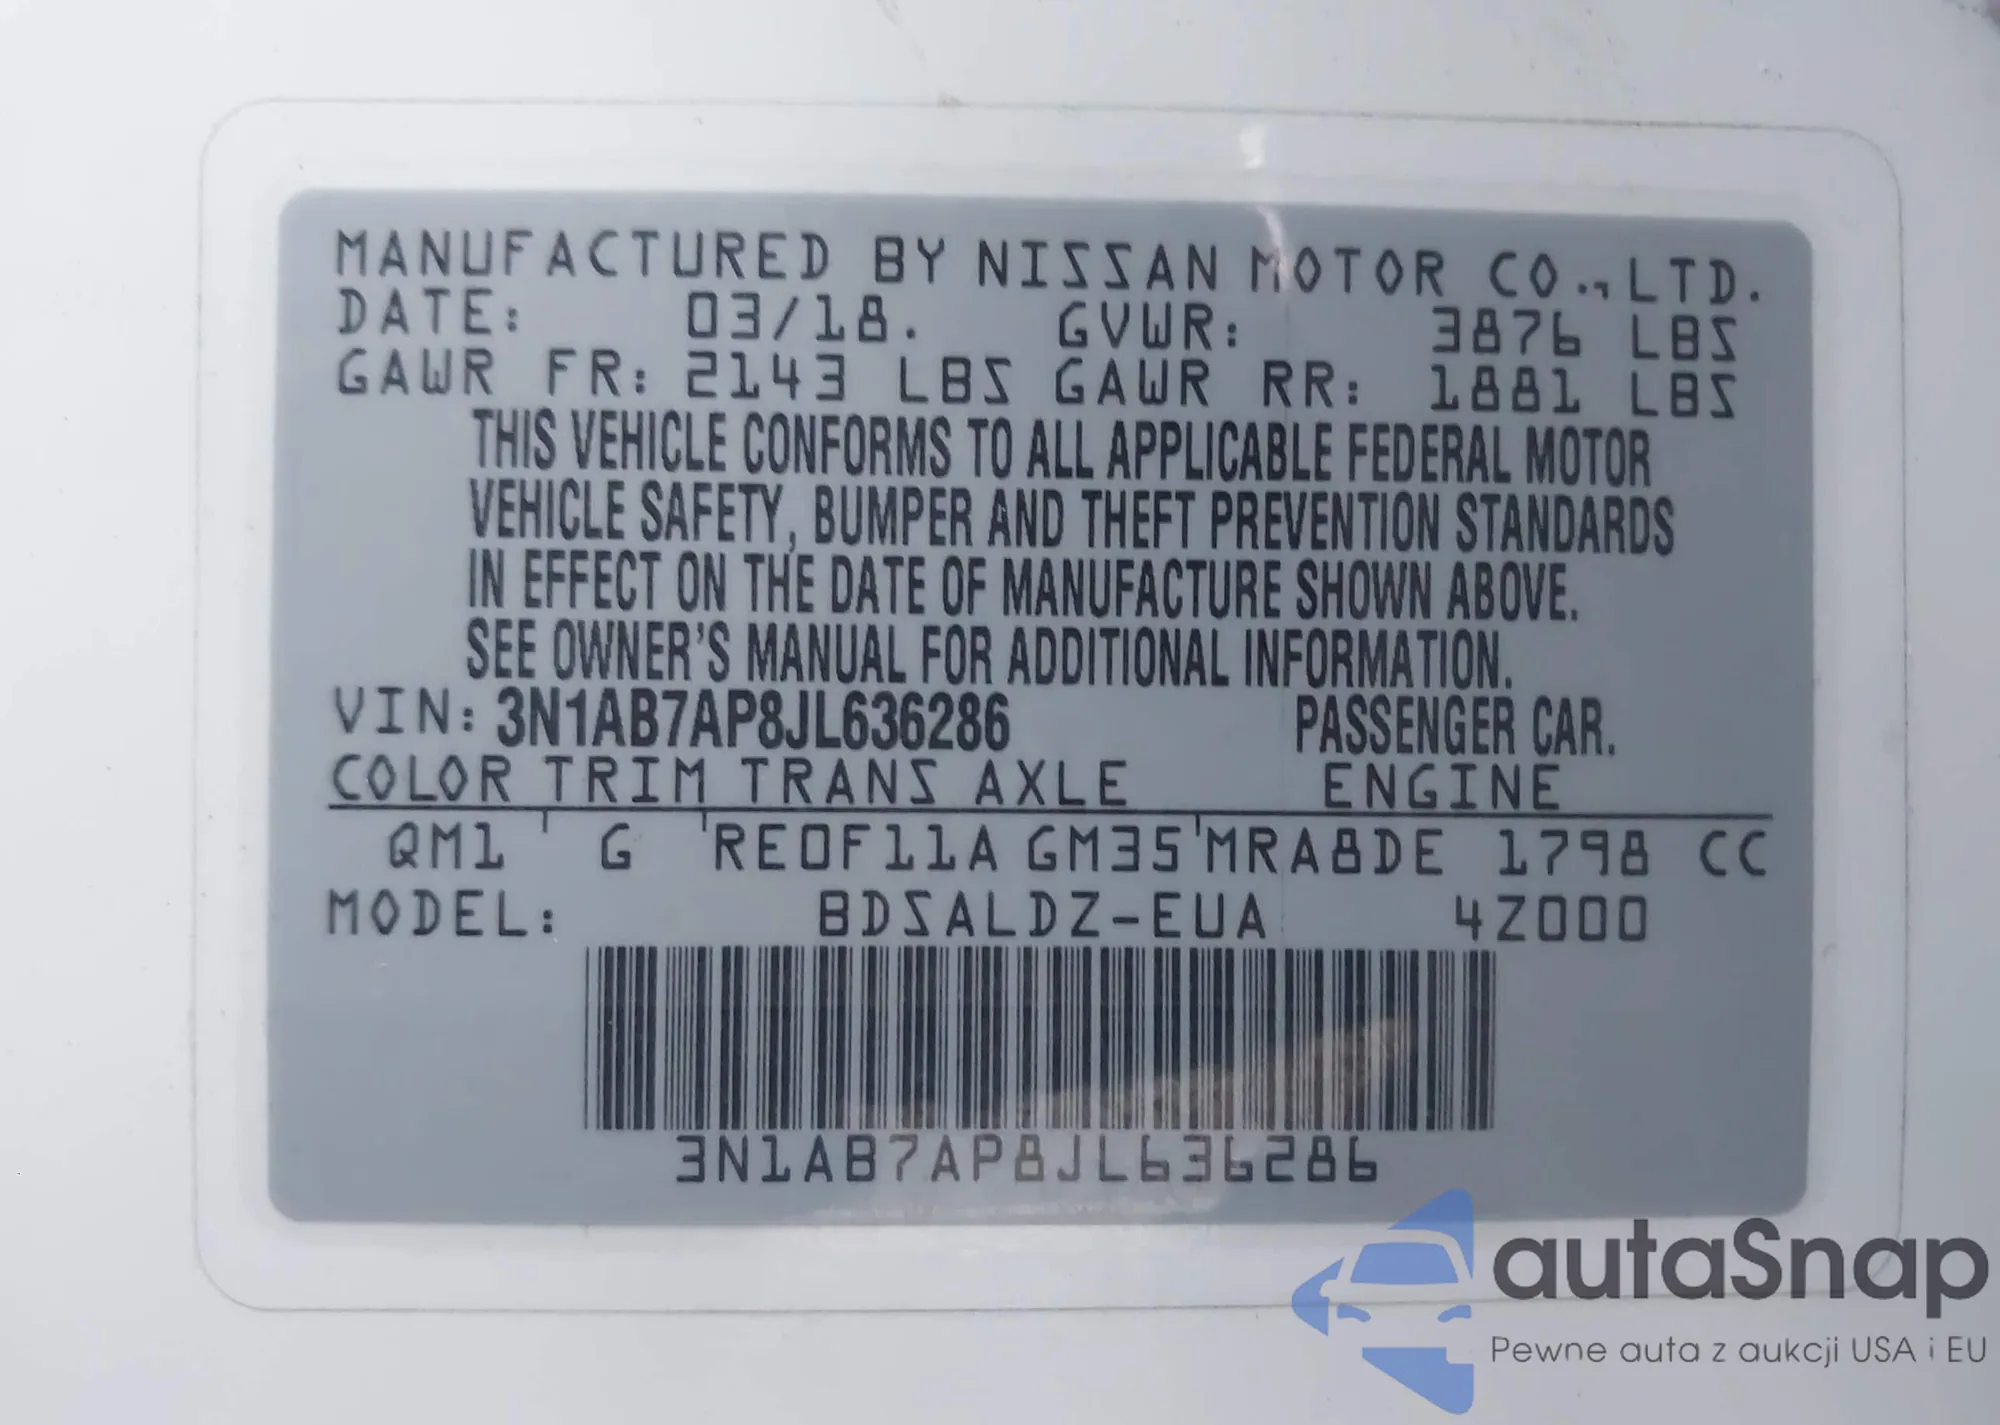 MANUFACTURED BY NISSAN MOTOR CO.,LTD.
DATE: 03/18. GVWR: 3876 LBS
GAWR FR: 2143 LBS GAWR RR: 1881 LBS
THIS VEHICLE CONFORMS TO ALL APPLICABLE FEDERAL MOTOR
VEHICLE SAFETY, BUMPER AND THEFT PREVENTION STANDARDS
IN EFFECT ON THE DATE OF MANUFACTURE SHOWN ABOVE.
SEE OWNER'S MANUAL FOR ADDITIONAL INFORMATION.
VIN: 3N1AB7AP8JL636286 PASSENGER CAR.
COLOR TRIM TRANS AXLE ENGINE
QM1 G RE0F11A GM35 MRA8DE 1798 CC
MODEL: BDSALDZ-EUA 4Z000
3N1AB7AP8JL636286
autaSnap
Pewne auta z aukcji USA i EU